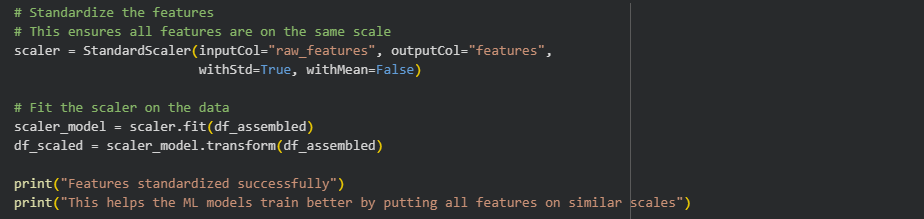 # Standardize the features
# This ensures all features are on the same scale
scaler = StandardScaler(inputCol="raw_features", outputCol="features",
                        withStd=True, withMean=False)

# Fit the scaler on the data
scaler_model = scaler.fit(df_assembled)
df_scaled = scaler_model.transform(df_assembled)

print("Features standardized successfully")
print("This helps the ML models train better by putting all features on similar scales")